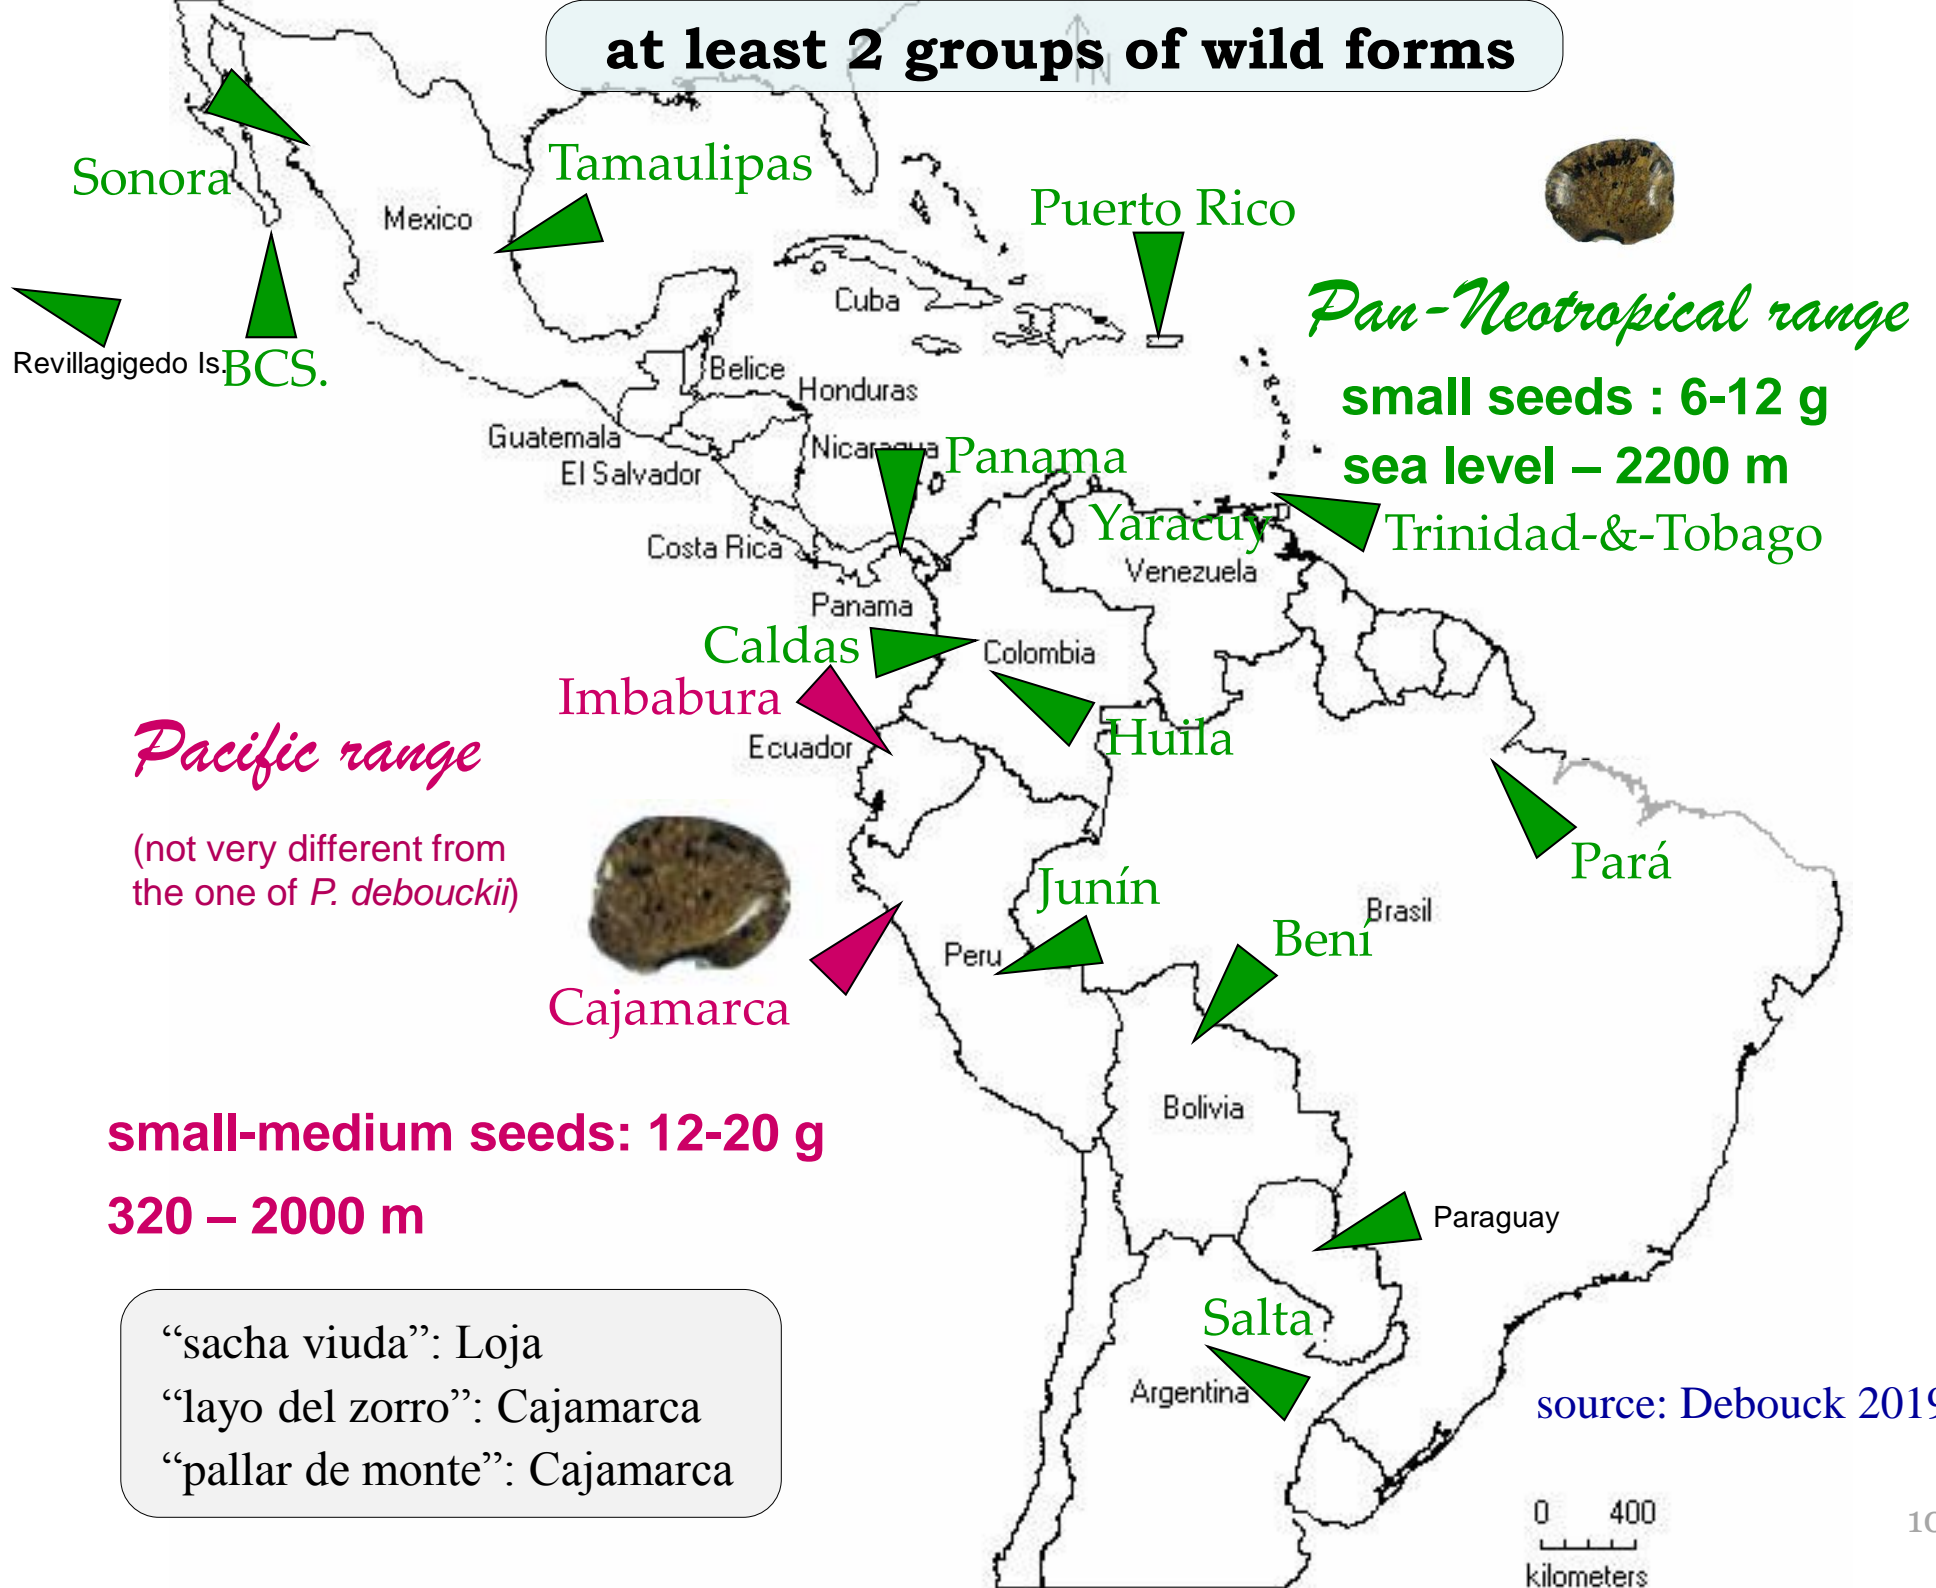 at least 2 groups of wild forms
N
Sonora
Tamaulipas
Mexico
Puerto Rico
Cuba
Pan-Neotropical range
Revillagigedo Is.
BCS.
Belice
Honduras
small seeds : 6-12 g
Guatemala
Nicaragua
Panama
sea level – 2200 m
El Salvador
Yaracuy
Trinidad-&-Tobago
Costa Rica
Venezuela
Panama
Caldas
Colombia
Imbabura
Pacific range
Ecuador
Huila
(not very different from
the one of P. debouckii)
Junín
Pará
Brasil
Bení
Peru
Cajamarca
small-medium seeds: 12-20 g
Bolivia
320 – 2000 m
Paraguay
Salta
“sacha viuda”: Loja
“layo del zorro”: Cajamarca
“pallar de monte”: Cajamarca
Argentina
source: Debouck 2019
0 400
kilometers
10